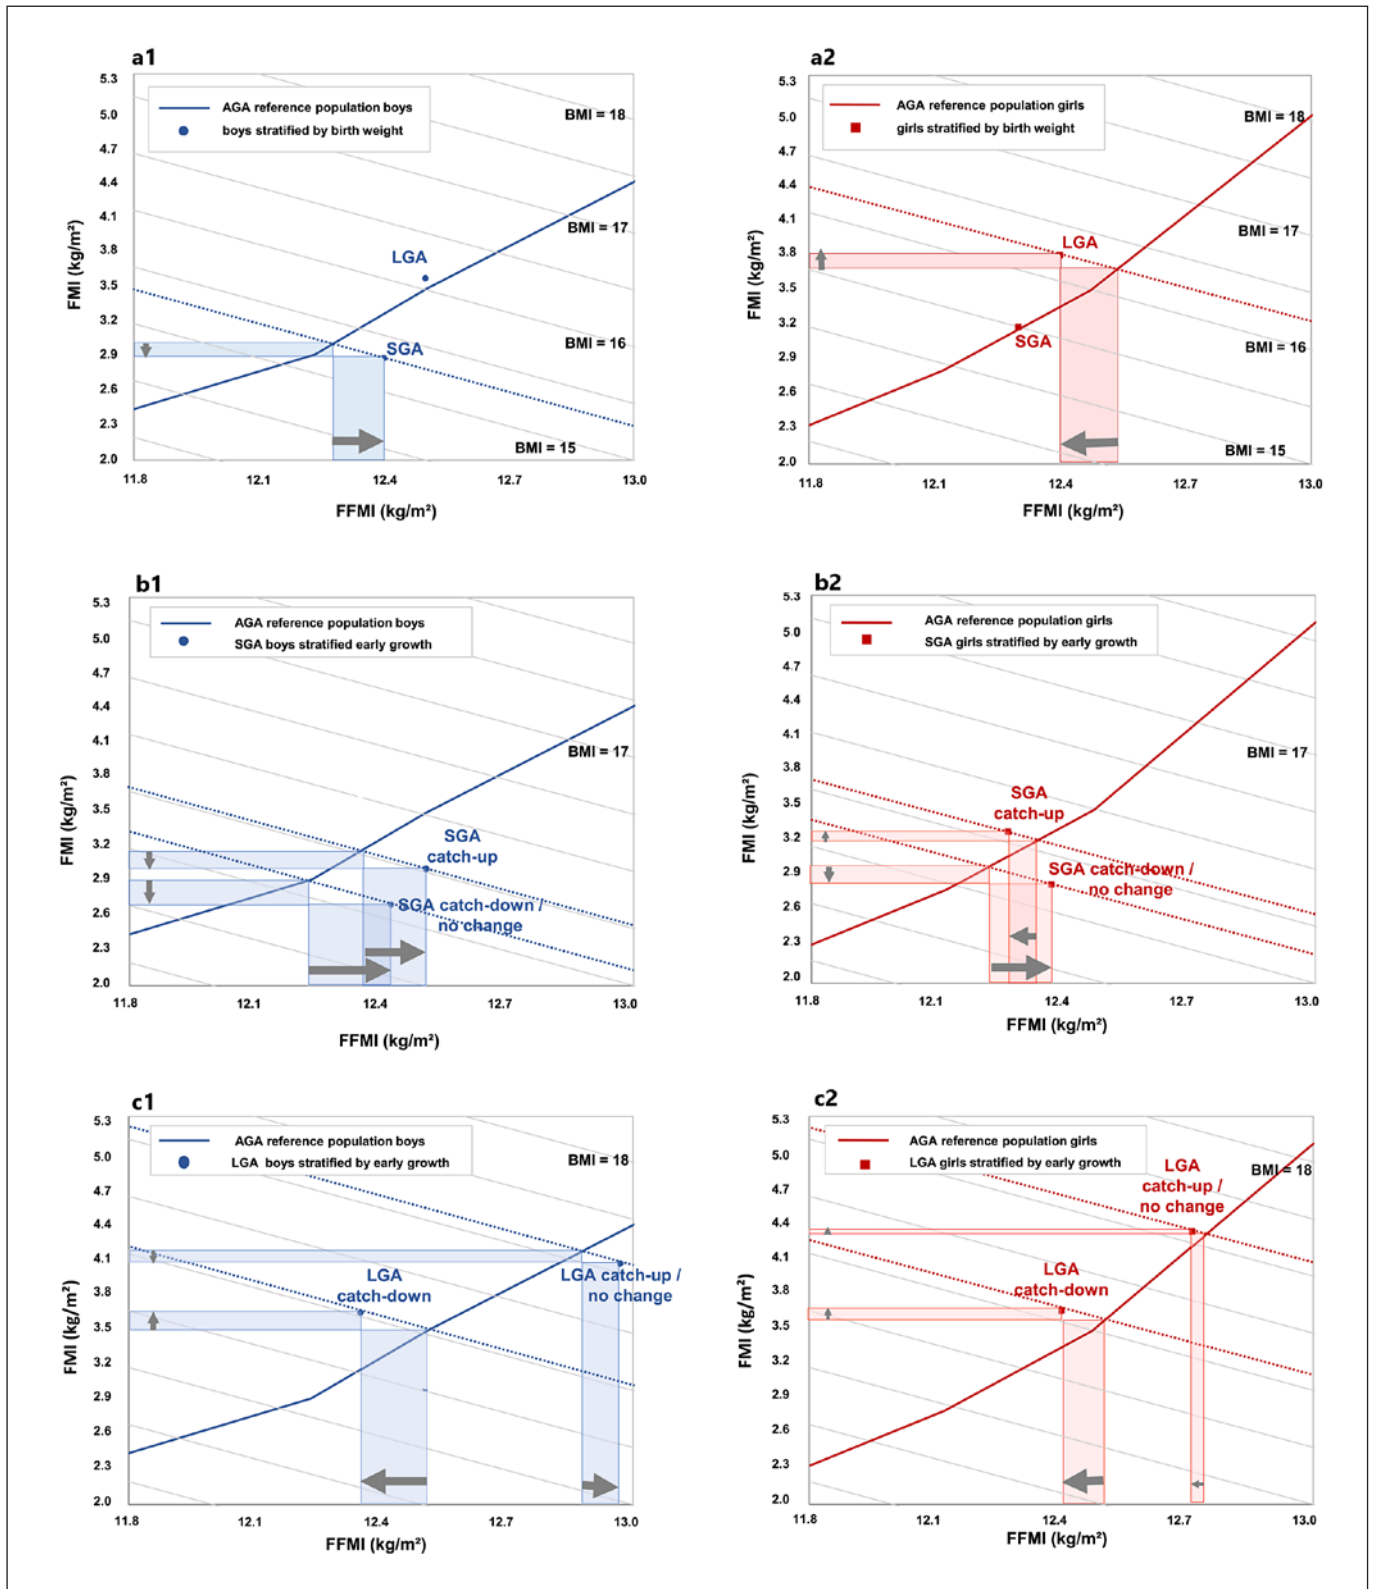 a1
5.3
5.0
4.7
4.4
4.1
3.8
3.5
3.2
2.9
2.6
2.3
2.0
FMI (kg/m²)
AGA reference population boys
boys stratified by birth weight
BMI = 18
BMI = 17
BMI = 16
BMI = 15
LGA
SGA
11.8 12.1 12.4 12.7 13.0
FFMI (kg/m²)
a2
5.3
5.0
4.7
4.4
4.1
3.8
3.5
3.2
2.9
2.6
2.3
2.0
FMI (kg/m²)
AGA reference population girls
girls stratified by birth weight
BMI = 18
BMI = 17
BMI = 16
BMI = 15
LGA
SGA
11.8 12.1 12.4 12.7 13.0
FFMI (kg/m²)
b1
5.3
5.0
4.7
4.4
4.1
3.8
3.5
3.2
2.9
2.6
2.3
2.0
FMI (kg/m²)
AGA reference population boys
SGA boys stratified early growth
BMI = 17
SGA
catch-up
SGA catch-down /
no change
11.8 12.1 12.4 12.7 13.0
FFMI (kg/m²)
b2
5.3
5.0
4.7
4.4
4.1
3.8
3.5
3.2
2.9
2.6
2.3
2.0
FMI (kg/m²)
AGA reference population girls
SGA girls stratified by early growth
BMI = 17
SGA
catch-up
SGA catch-down /
no change
11.8 12.1 12.4 12.7 13.0
FFMI (kg/m²)
c1
5.3
5.0
4.7
4.4
4.1
3.8
3.5
3.2
2.9
2.6
2.3
2.0
FMI (kg/m²)
AGA reference population boys
LGA boys stratified by early growth
BMI = 18
LGA
catch-down
LGA catch-up /
no change
11.8 12.1 12.4 12.7 13.0
FFMI (kg/m²)
c2
5.3
5.0
4.7
4.4
4.1
3.8
3.5
3.2
2.9
2.6
2.3
2.0
FMI (kg/m²)
AGA reference population girls
LGA girls stratified by early growth
LGA
catch-up /
no change
BMI = 18
LGA
catch-down
11.8 12.1 12.4 12.7 13.0
FFMI (kg/m²)